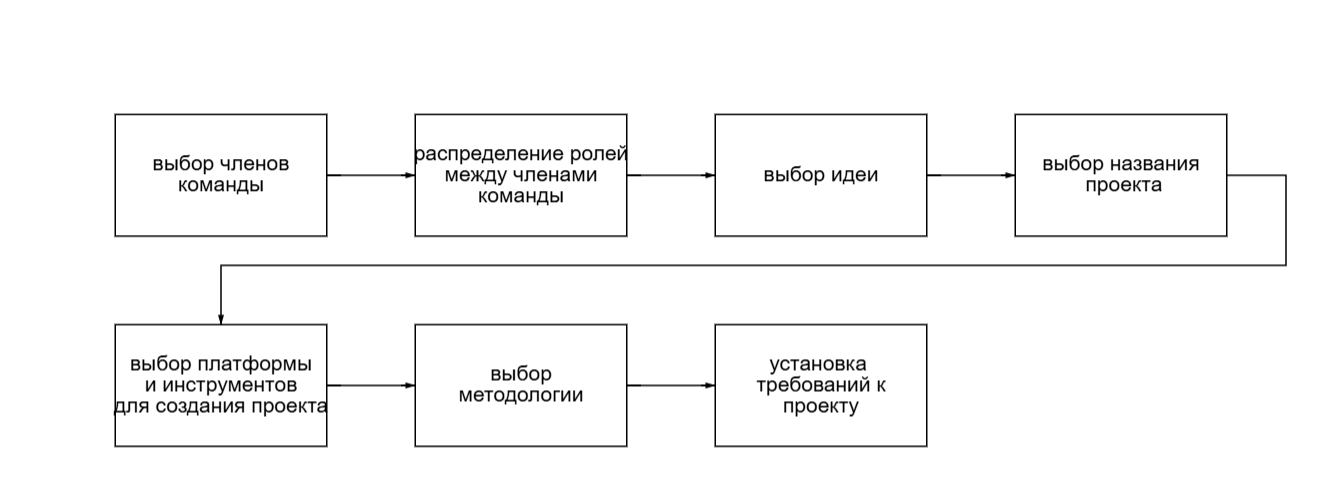 выбор членов
команды
распределение ролей
между членами
команды
выбор идеи
выбор названия
проекта
выбор платформы
и инструментов
для создания проекта
выбор
методологии
установка
требований к
проекту